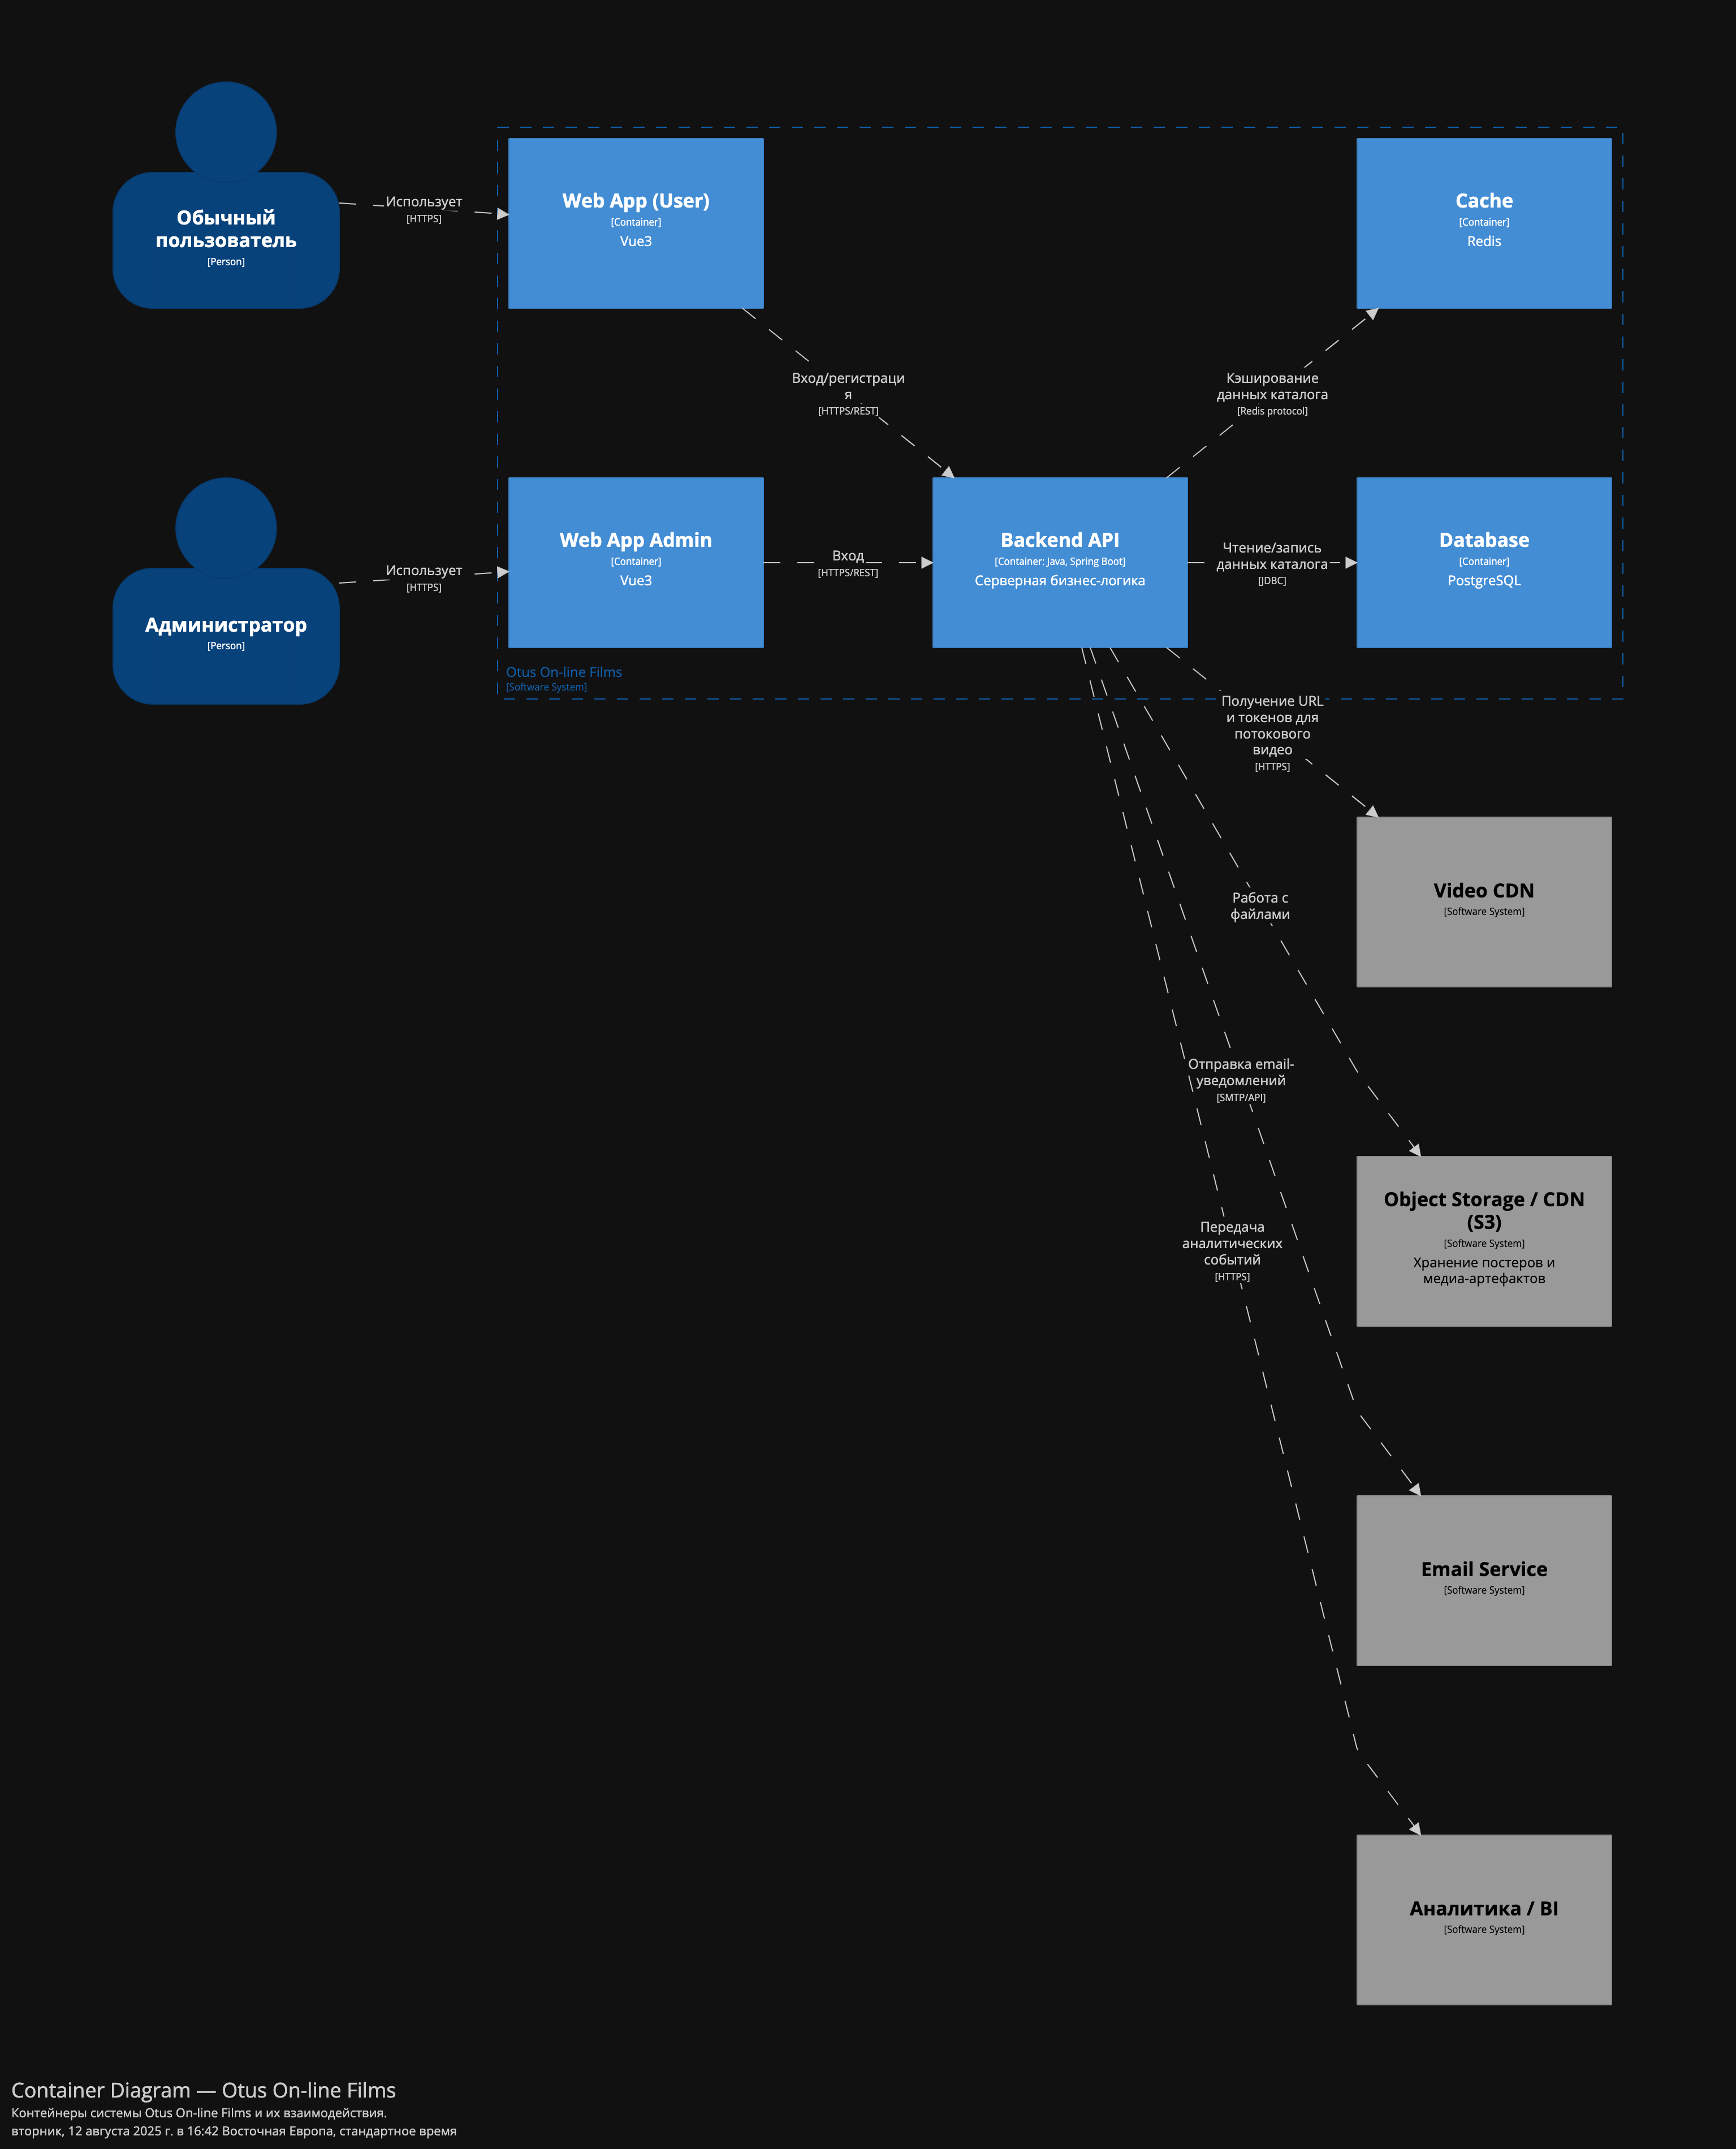 Обычный
пользователь
[Person]
Использует
[HTTPS]
Web App (User)
[Container]
Vue3
Cache
[Container]
Redis
Вход/регистраци
я
[HTTPS/REST]
Кэширование
данных каталога
[Redis protocol]
Администратор
[Person]
Использует
[HTTPS]
Web App Admin
[Container]
Vue3
Вход
[HTTPS/REST]
Backend API
[Container: Java, Spring Boot]
Серверная бизнес-логика
Чтение/запись
данных каталога
[JDBC]
Database
[Container]
PostgreSQL
Otus On-line Films
[Software System]
Получение URL
и токенов для
потокового
видео
[HTTPS]
Video CDN
[Software System]
Работа с
файлами
Отправка email-
уведомлений
[SMTP/API]
Object Storage / CDN
(S3)
[Software System]
Хранение постеров и
медиа-артефактов
Передача
аналитических
событий
[HTTPS]
Email Service
[Software System]
Аналитика / BI
[Software System]
Container Diagram — Otus On-line Films
Контейнеры системы Otus On-line Films и их взаимодействия.
вторник, 12 августа 2025 г. в 16:42 Восточная Европа, стандартное время